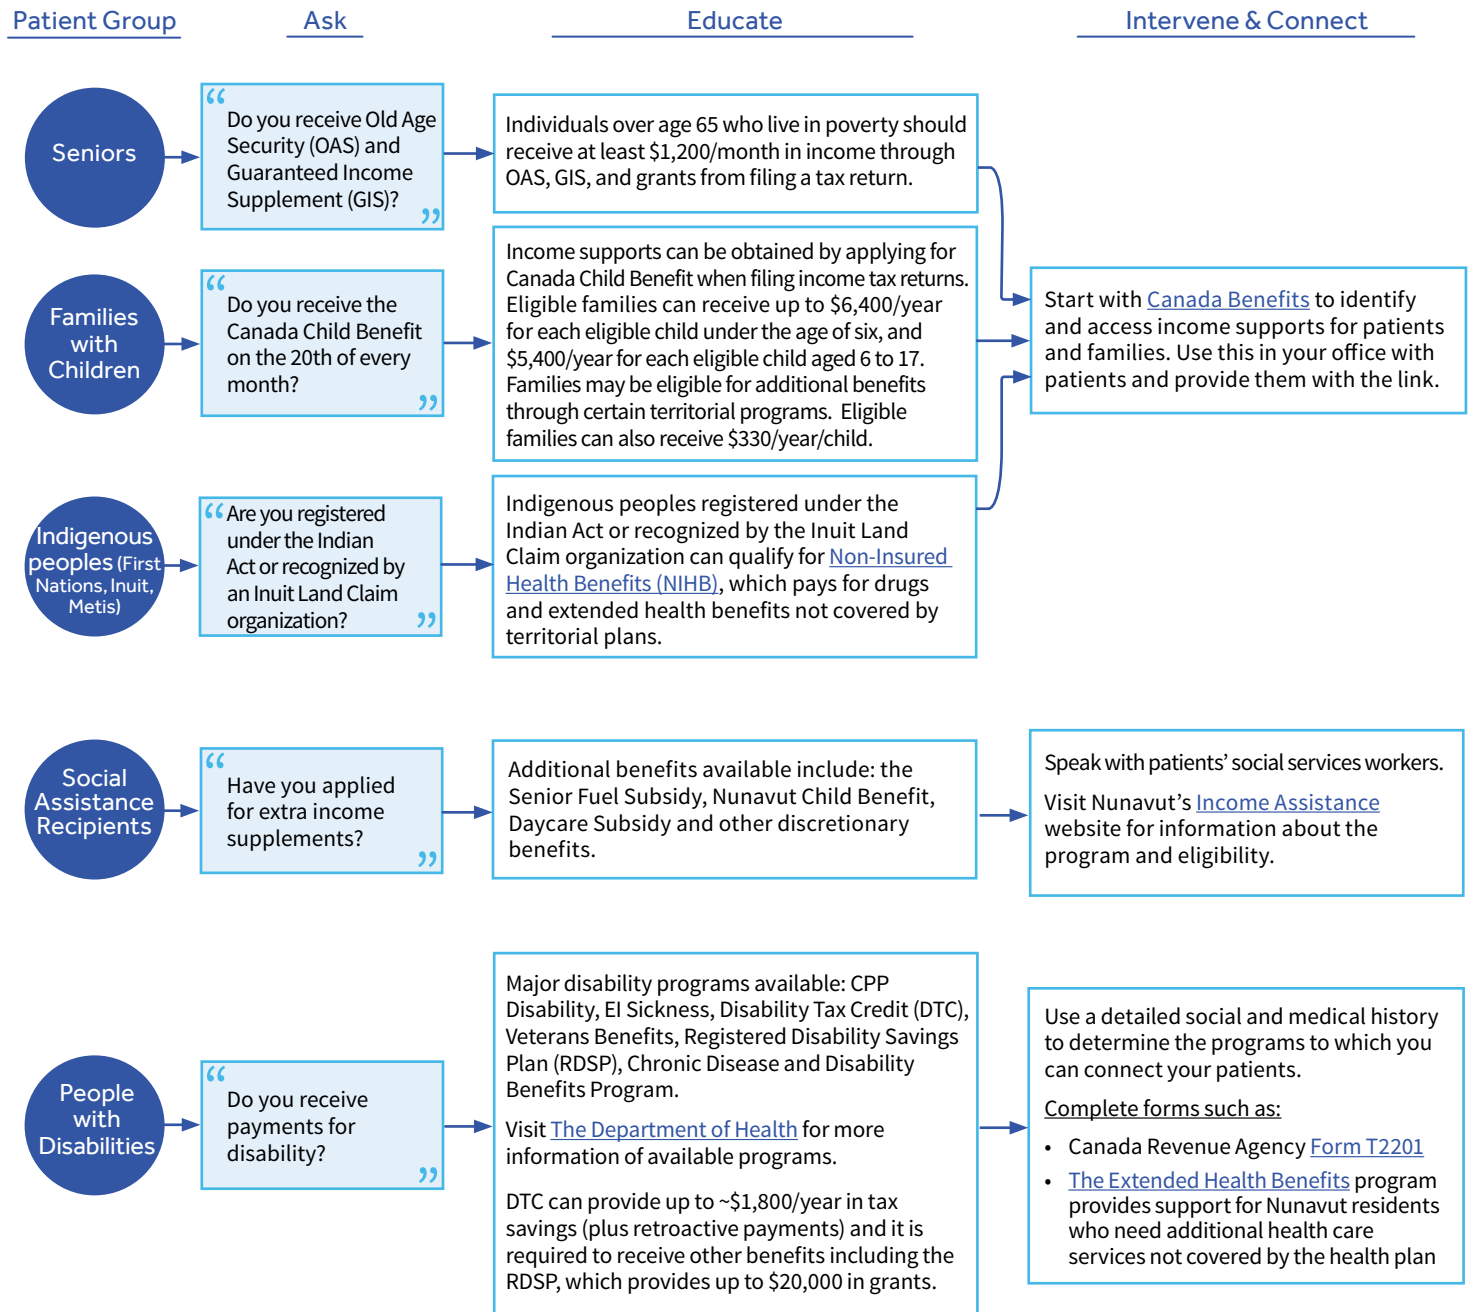 Patient Group
Ask
Educate
Intervene & Connect
Seniors
“
Do you receive Old Age
Security (OAS) and
Guaranteed Income
Supplement (GIS)?
”
Individuals over age 65 who live in poverty should
receive at least $1,200/month in income through
OAS, GIS, and grants from filing a tax return.
Families
with
Children
“
Do you receive the
Canada Child Benefit
on the 20th of every
month?
”
Income supports can be obtained by applying for
Canada Child Benefit when filing income tax returns.
Eligible families can receive up to $6,400/year
for each eligible child under the age of six, and
$5,400/year for each eligible child aged 6 to 17.
Families may be eligible for additional benefits
through certain territorial programs. Eligible
families can also receive $330/year/child.
Start with Canada Benefits to identify
and access income supports for patients
and families. Use this in your office with
patients and provide them with the link.
Indigenous
peoples (First
Nations, Inuit,
Metis)
“Are you registered
under the Indian
Act or recognized by
an Inuit Land Claim
organization? ”
Indigenous peoples registered under the
Indian Act or recognized by the Inuit Land
Claim organization can qualify for Non-Insured
Health Benefits (NIHB), which pays for drugs
and extended health benefits not covered by
territorial plans.
Social
Assistance
Recipients
“
Have you applied
for extra income
supplements?
”
Additional benefits available include: the
Senior Fuel Subsidy, Nunavut Child Benefit,
Daycare Subsidy and other discretionary
benefits.
Speak with patients’ social services workers.
Visit Nunavut’s Income Assistance
website for information about the
program and eligibility.
People
with
Disabilities
“
Do you receive
payments for
disability?
”
Major disability programs available: CPP
Disability, EI Sickness, Disability Tax Credit (DTC),
Veterans Benefits, Registered Disability Savings
Plan (RDSP), Chronic Disease and Disability
Benefits Program.
Visit The Department of Health for more
information of available programs.
DTC can provide up to ~$1,800/year in tax
savings (plus retroactive payments) and it is
required to receive other benefits including the
RDSP, which provides up to $20,000 in grants.
Use a detailed social and medical history
to determine the programs to which you
can connect your patients.
Complete forms such as:
• Canada Revenue Agency Form T2201
• The Extended Health Benefits program
provides support for Nunavut residents
who need additional health care
services not covered by the health plan